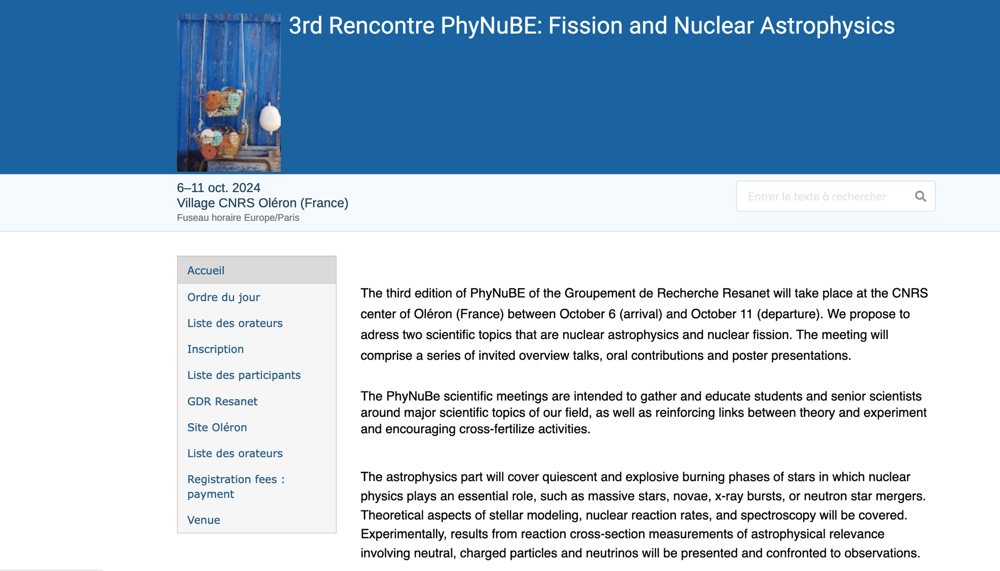 3rd Rencontre PhyNuBE: Fission and Nuclear Astrophysics
6–11 oct. 2024
Village CNRS Oléron (France)
Fuseau horaire Europe/Paris
Entrer le texte à rechercher
Accueil
Ordre du jour
Liste des orateurs
Inscription
Liste des participants
GDR Resanet
Site Oléron
Liste des orateurs
Registration fees :
payment
Venue
The third edition of PhyNuBE of the Groupement de Recherche Resanet will take place at the CNRS
center of Oléron (France) between October 6 (arrival) and October 11 (departure). We propose to
adress two scientific topics that are nuclear astrophysics and nuclear fission. The meeting will
comprise a series of invited overview talks, oral contributions and poster presentations.
The PhyNuBe scientific meetings are intended to gather and educate students and senior scientists
around major scientific topics of our field, as well as reinforcing links between theory and experiment
and encouraging cross-fertilize activities.
The astrophysics part will cover quiescent and explosive burning phases of stars in which nuclear
physics plays an essential role, such as massive stars, novae, x-ray bursts, or neutron star mergers.
Theoretical aspects of stellar modeling, nuclear reaction rates, and spectroscopy will be covered.
Experimentally, results from reaction cross-section measurements of astrophysical relevance
involving neutral, charged particles and neutrinos will be presented and confronted to observations.